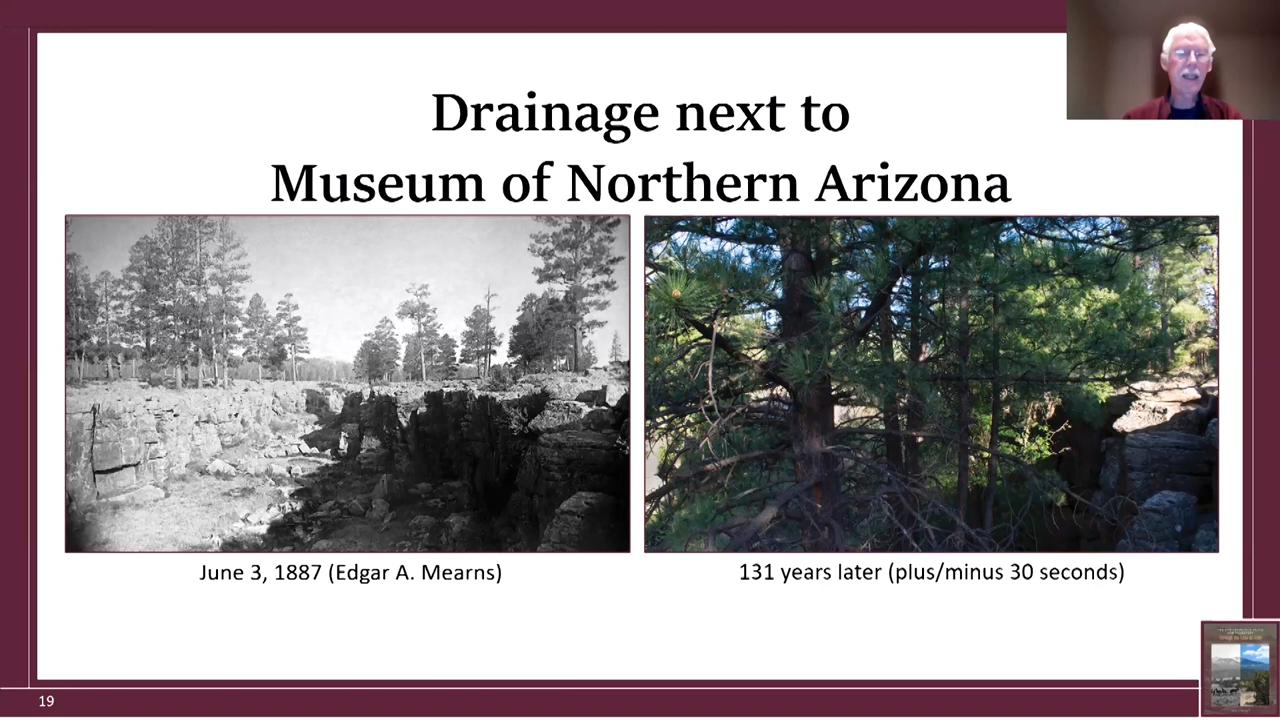 Drainage next to
Museum of Northern Arizona
June 3, 1887 (Edgar A. Mearns)
131 years later (plus/minus 30 seconds)
19